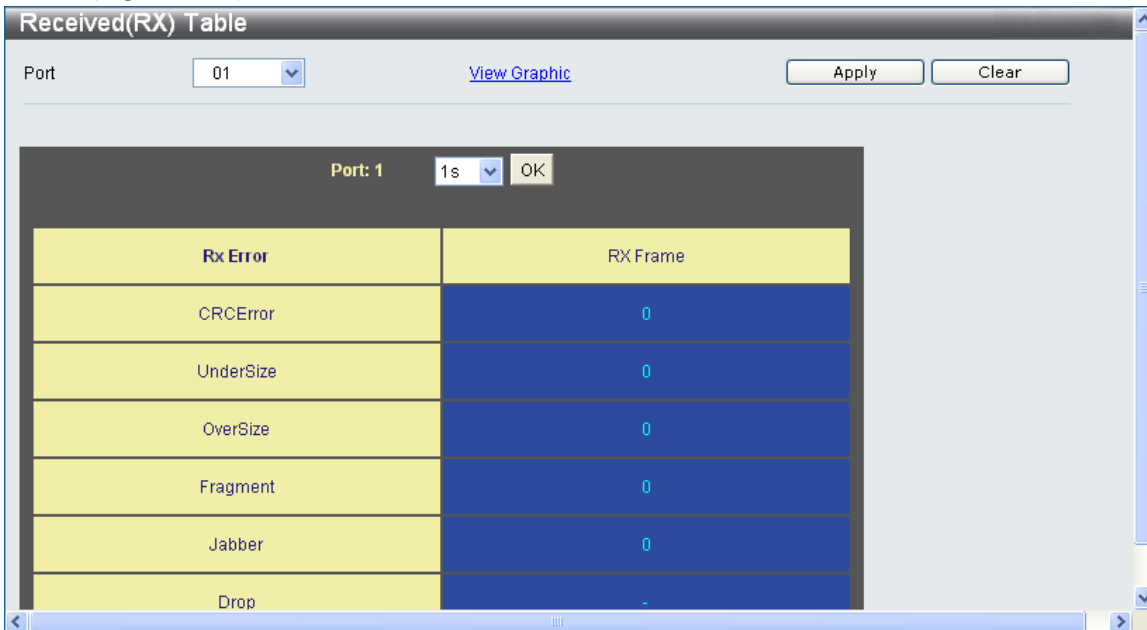 Received(RX) Table
Port 01 View Graphic Apply Clear
Port: 1 1s OK
Rx Error RX Frame
CRCError 0
UnderSize 0
OverSize 0
Fragment 0
Jabber 0
Drop -